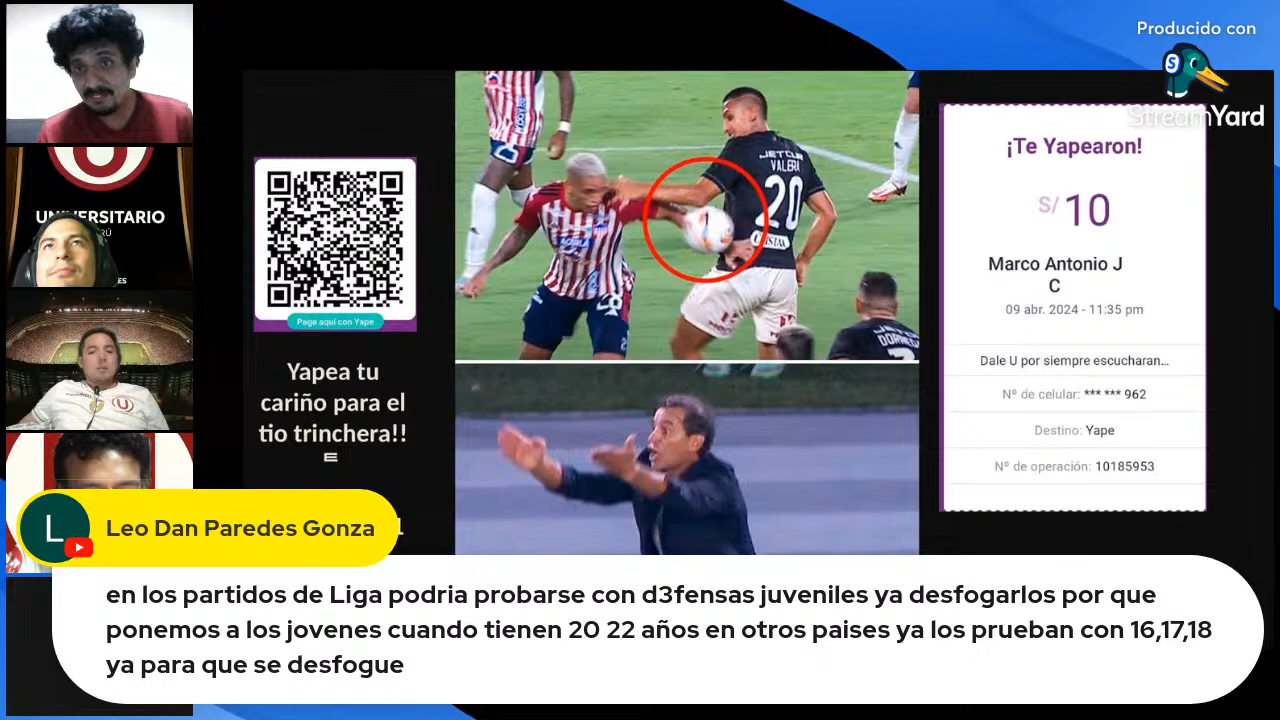 Producido con
StreamYard
UNIVERSITARIO
Page aquí con Yape
Yapea tu
cariño para el
tio trinchera!!
JETOUR
VALERA
20
AGUILA
¡Te Yapearon!
S/ 10
Marco Antonio J
C
09 abr. 2024 - 11:35 pm
Dale U por siempre escucharan...
Nº de celular: *** *** 962
Destino: Yape
Nº de operación: 10185953
L
Leo Dan Paredes Gonza
en los partidos de Liga podria probarse con d3fensas juveniles ya desfogarlos por que
ponemos a los jovenes cuando tienen 20 22 años en otros paises ya los prueban con 16,17,18
ya para que se desfogue